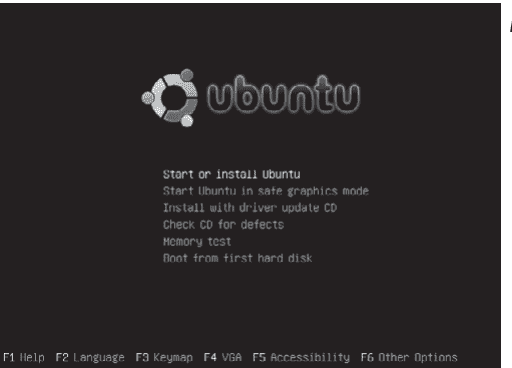 ubuntu
Start or install Ubuntu
Start Ubuntu in safe graphics mode
Install with driver update CD
Check CD for defects
Memory test
Boot from first hard disk
F1 Help F2 Language F3 Keymap F4 VGA F5 Accessibility F6 Other Options